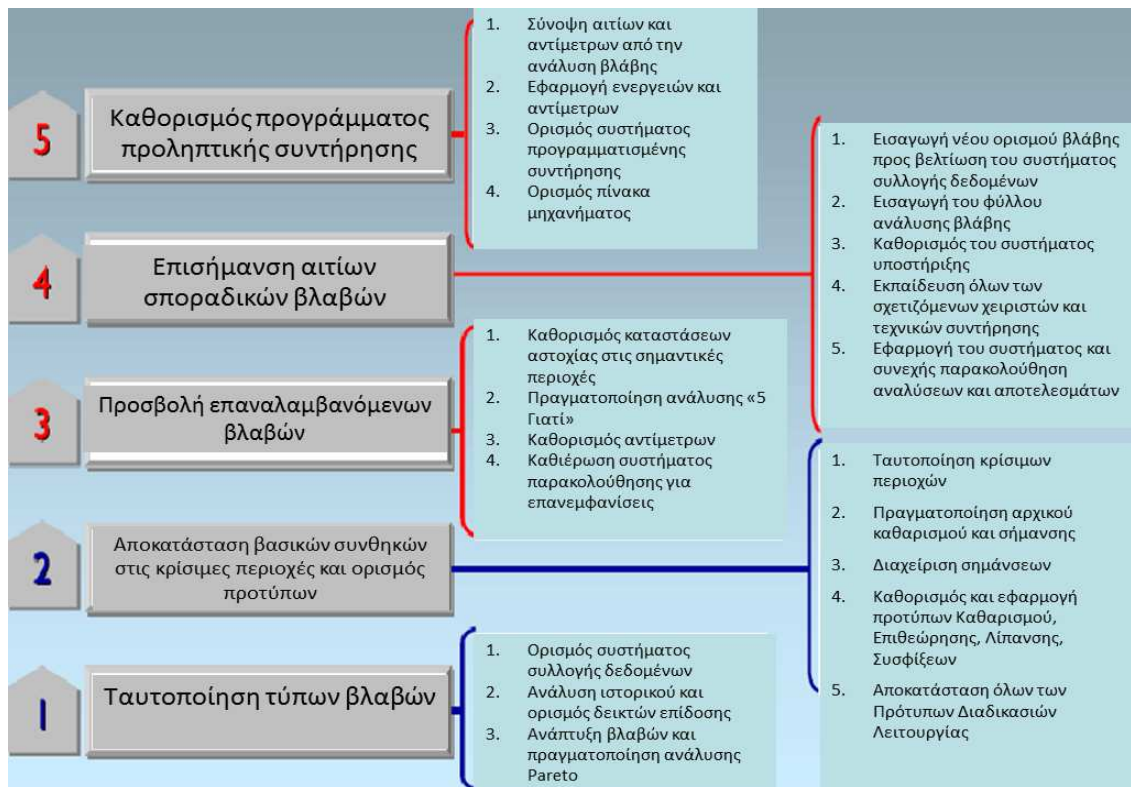 5
Καθορισμός προγράμματος
προληπτικής συντήρησης
1. Σύνοψη αιτίων και
αντίμετρων από την
ανάλυση βλάβης
2. Εφαρμογή ενεργειών και
αντίμετρων
3. Ορισμός συστήματος
προγραμματισμένης
συντήρησης
4. Ορισμός πίνακα
μηχανήματος
4
Επισήμανση αιτίων
σποραδικών βλαβών
1. Εισαγωγή νέου ορισμού βλάβης
προς βελτίωση του συστήματος
συλλογής δεδομένων
2. Εισαγωγή του φύλλου
ανάλυσης βλάβης
3. Καθορισμός του συστήματος
υποστήριξης
4. Εκπαίδευση όλων των
σχετιζόμενων χειριστών και
τεχνικών συντήρησης
5. Εφαρμογή του συστήματος και
συνεχής παρακολούθηση
αναλύσεων και αποτελεσμάτων
3
Προσβολή επαναλαμβανόμενων
βλαβών
1. Καθορισμός καταστάσεων
αστοχίας στις σημαντικές
περιοχές
2. Πραγματοποίηση ανάλυσης «5
Γιατί»
3. Καθορισμός αντίμετρων
4. Καθιέρωση συστήματος
παρακολούθησης για
επανεμφανίσεις
2
Αποκατάσταση βασικών συνθηκών
στις κρίσιμες περιοχές και ορισμός
προτύπων
1. Ταυτοποίηση κρίσιμων
περιοχών
2. Πραγματοποίηση αρχικού
καθαρισμού και σήμανσης
3. Διαχείριση σημάνσεων
4. Καθορισμός και εφαρμογή
προτύπων Καθαρισμού,
Επιθεώρησης, Λίπανσης,
Συσφίξεων
5. Αποκατάσταση όλων των
Πρότυπων Διαδικασιών
Λειτουργίας
1
Ταυτοποίηση τύπων βλαβών
1. Ορισμός συστήματος
συλλογής δεδομένων
2. Ανάλυση ιστορικού και
ορισμός δεικτών επίδοσης
3. Ανάπτυξη βλαβών και
πραγματοποίηση ανάλυσης
Pareto